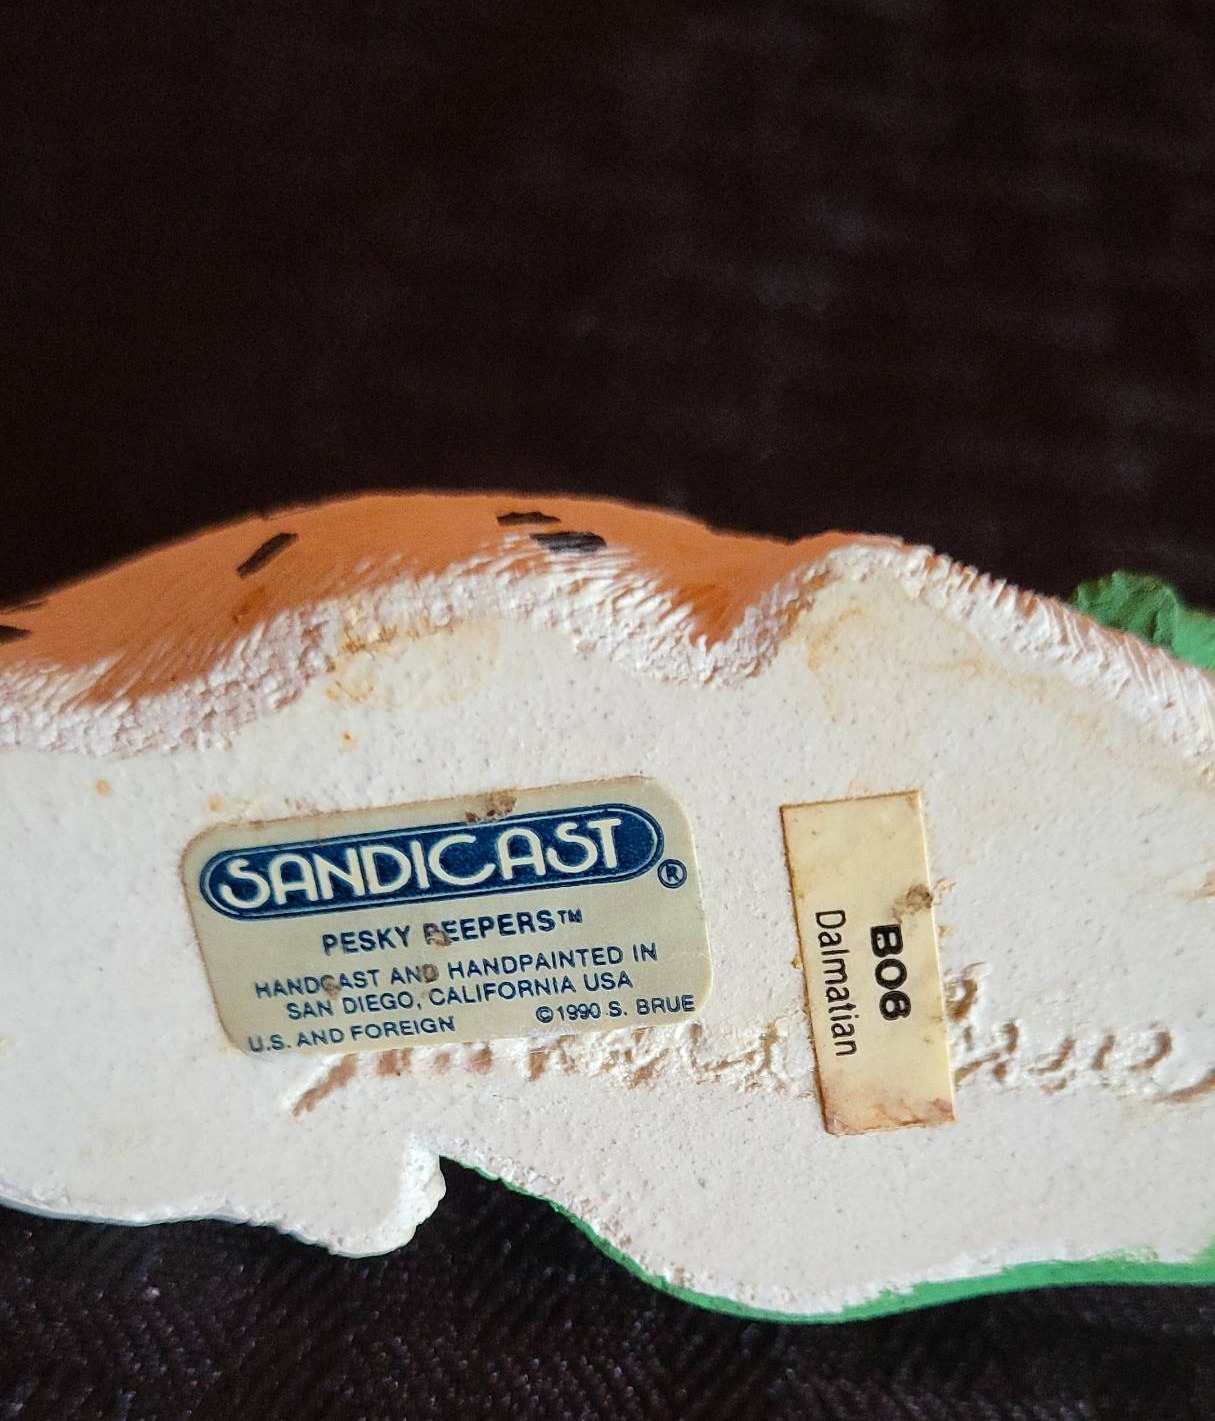 SANDICAST ®
PESKY PEEPERS™
HANDCAST AND HANDPAINTED IN
SAN DIEGO, CALIFORNIA USA
U.S. AND FOREIGN ©1990 S. BRUE
B06
Dalmatian